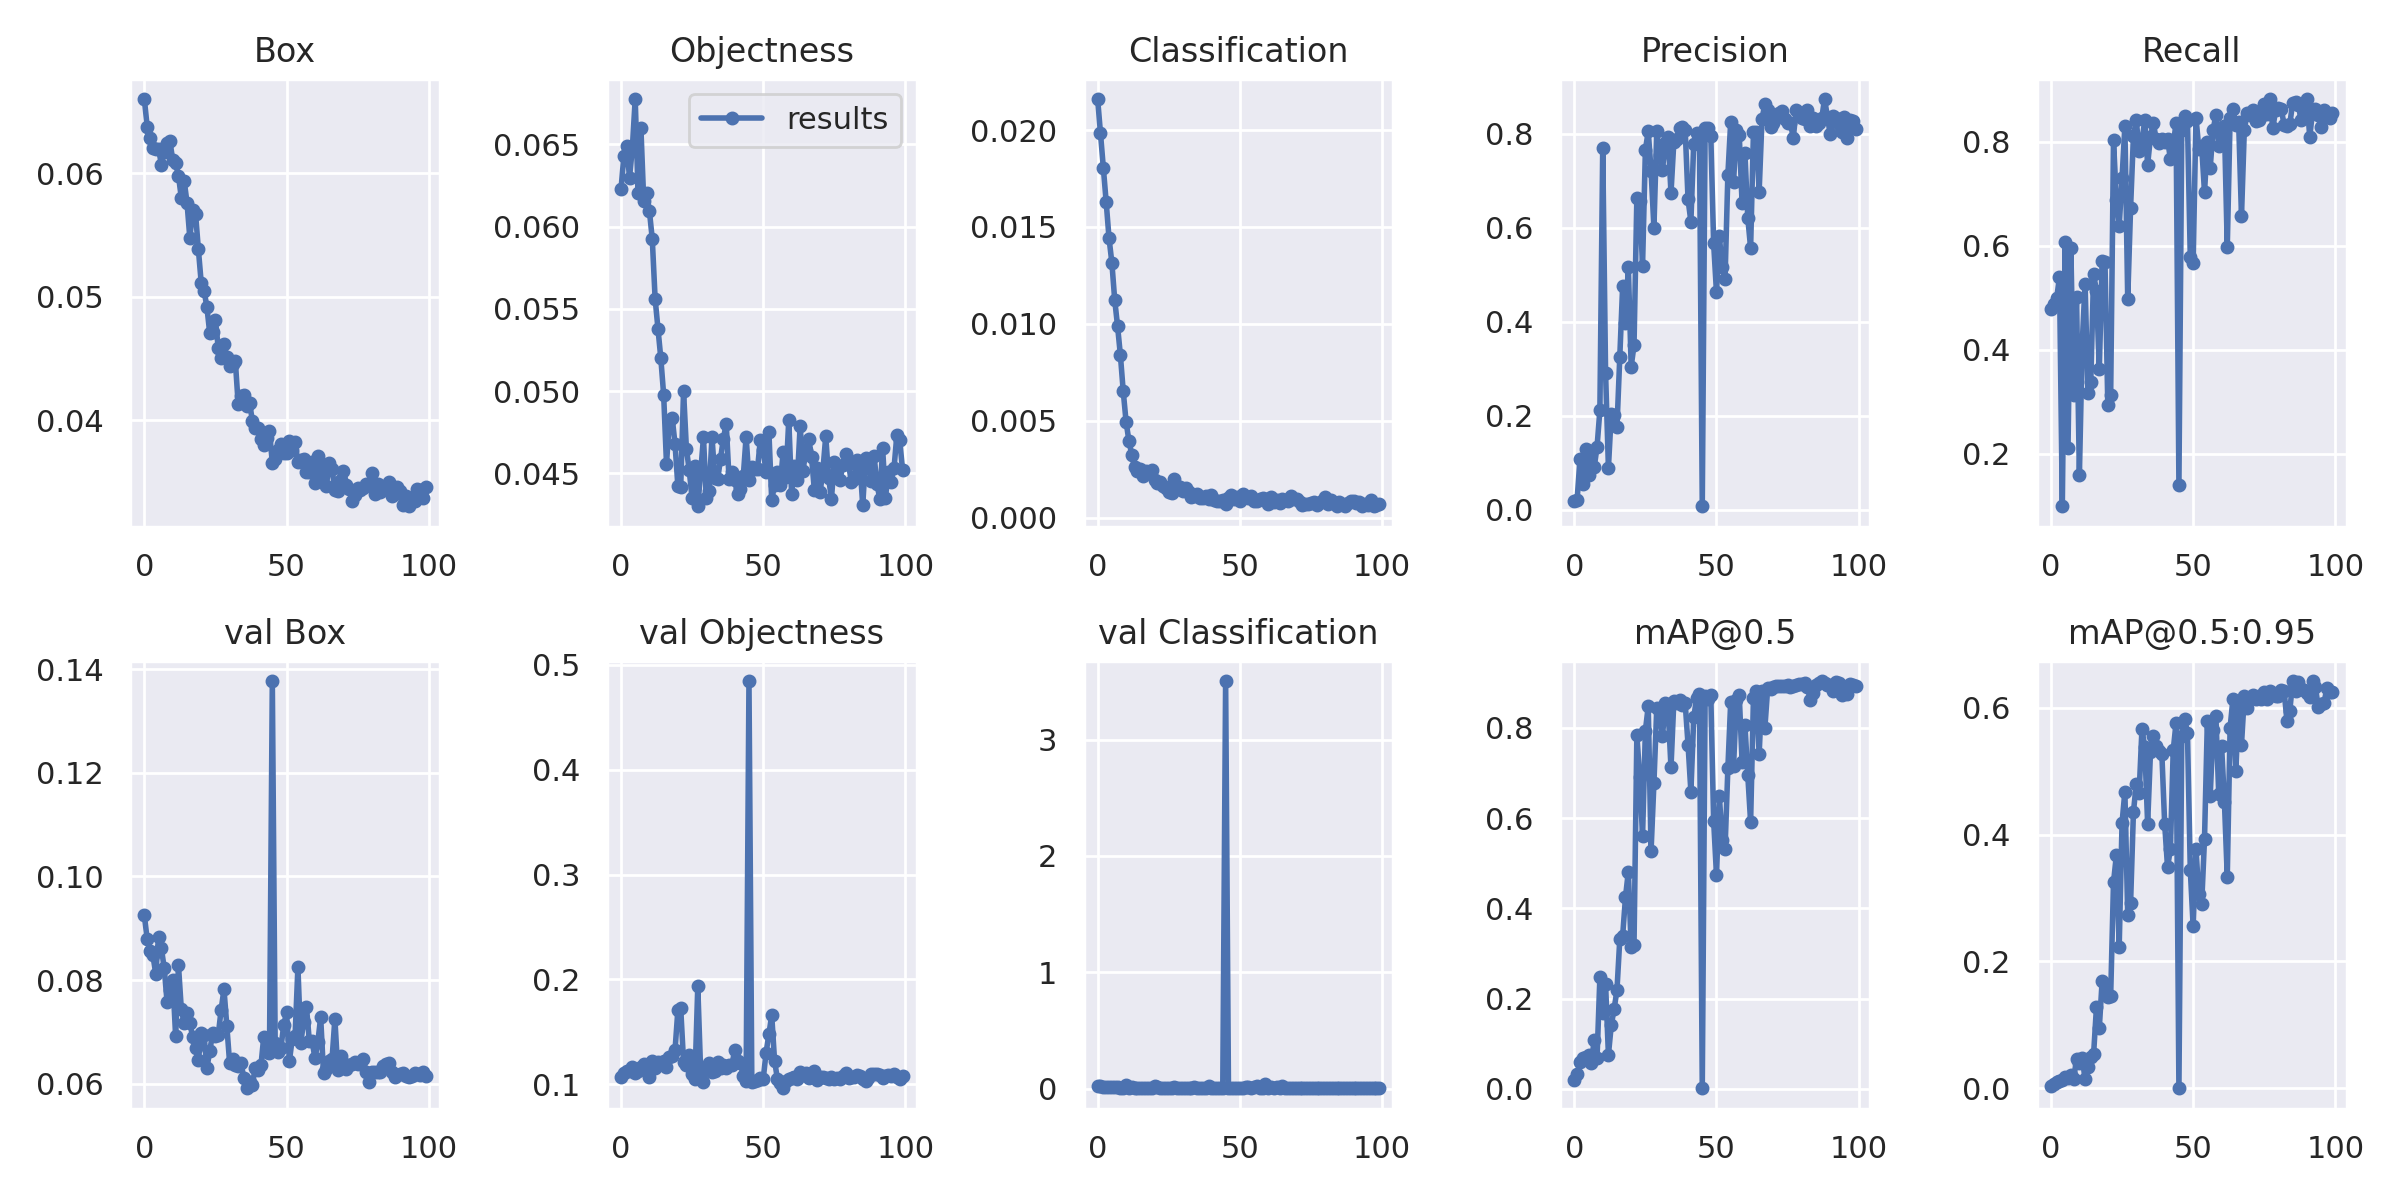 Box
Objectness
Classification
Precision
Recall
results
0.06
0.05
0.04
0 50 100
0.065
0.060
0.055
0.050
0.045
0 50 100
0.020
0.015
0.010
0.005
0.000
0 50 100
0.8
0.6
0.4
0.2
0.0
0 50 100
0.8
0.6
0.4
0.2
0 50 100
val Box
val Objectness
val Classification
mAP@0.5
mAP@0.5:0.95
0.14
0.12
0.10
0.08
0.06
0 50 100
0.5
0.4
0.3
0.2
0.1
0 50 100
3
2
1
0
0 50 100
0.8
0.6
0.4
0.2
0.0
0 50 100
0.6
0.4
0.2
0.0
0 50 100